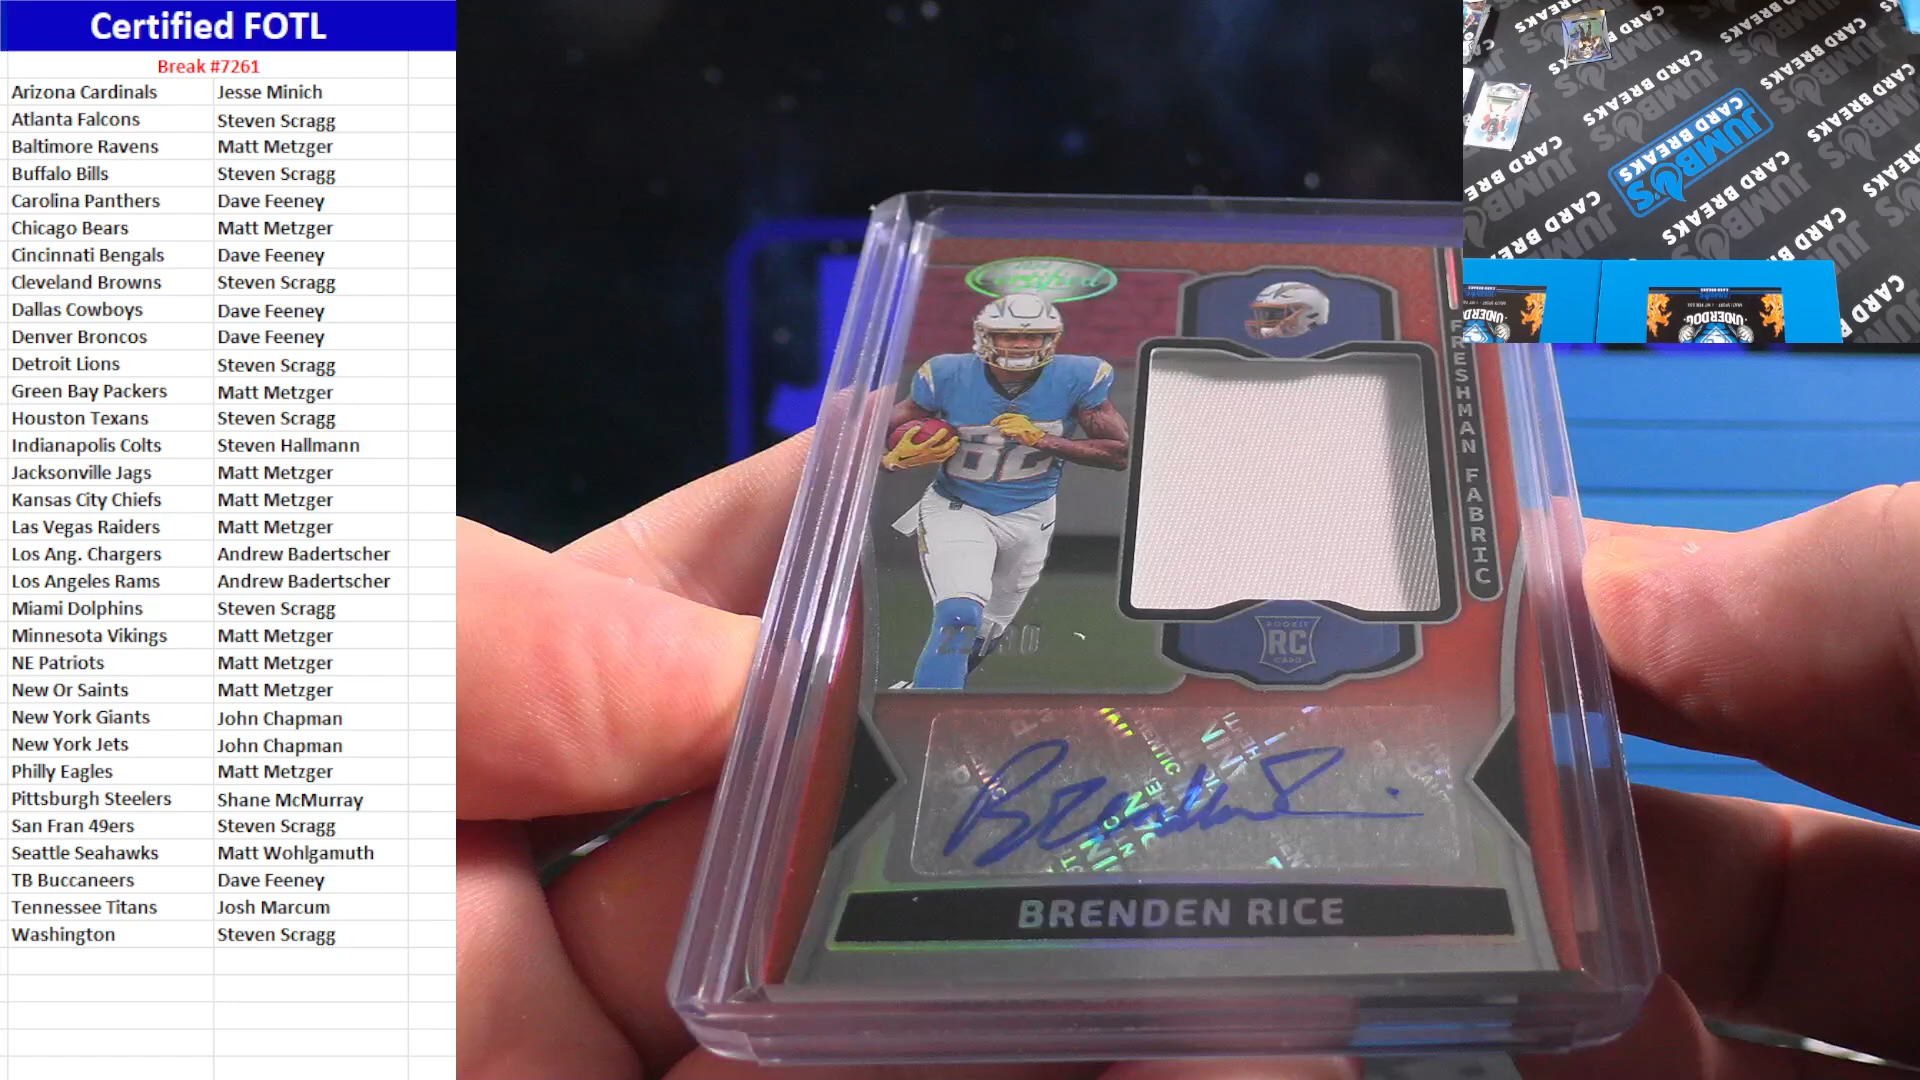 Certified FOTL
Break #7261
Arizona Cardinals Jesse Minich
Atlanta Falcons Steven Scragg
Baltimore Ravens Matt Metzger
Buffalo Bills Steven Scragg
Carolina Panthers Dave Feeney
Chicago Bears Matt Metzger
Cincinnati Bengals Dave Feeney
Cleveland Browns Steven Scragg
Dallas Cowboys Dave Feeney
Denver Broncos Dave Feeney
Detroit Lions Steven Scragg
Green Bay Packers Matt Metzger
Houston Texans Steven Scragg
Indianapolis Colts Steven Hallmann
Jacksonville Jags Matt Metzger
Kansas City Chiefs Matt Metzger
Las Vegas Raiders Matt Metzger
Los Ang. Chargers Andrew Badertscher
Los Angeles Rams Andrew Badertscher
Miami Dolphins Steven Scragg
Minnesota Vikings Matt Metzger
NE Patriots Matt Metzger
New Or Saints Matt Metzger
New York Giants John Chapman
New York Jets John Chapman
Philly Eagles Matt Metzger
Pittsburgh Steelers Shane McMurray
San Fran 49ers Steven Scragg
Seattle Seahawks Matt Wohlgamuth
TB Buccaneers Dave Feeney
Tennessee Titans Josh Marcum
Washington Steven Scragg
Certified
82
FRESHMAN FABRIC
ROOKIE
RC
CARD
BRENDEN RICE
JUMBO'S
CARD BREAKS
UNDERDOG